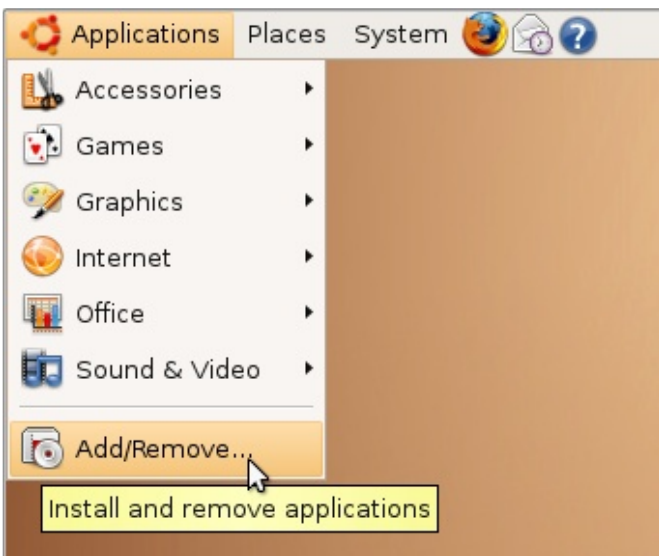 Applications Places System
Accessories
Games
Graphics
Internet
Office
Sound & Video
Add/Remove...
Install and remove applications